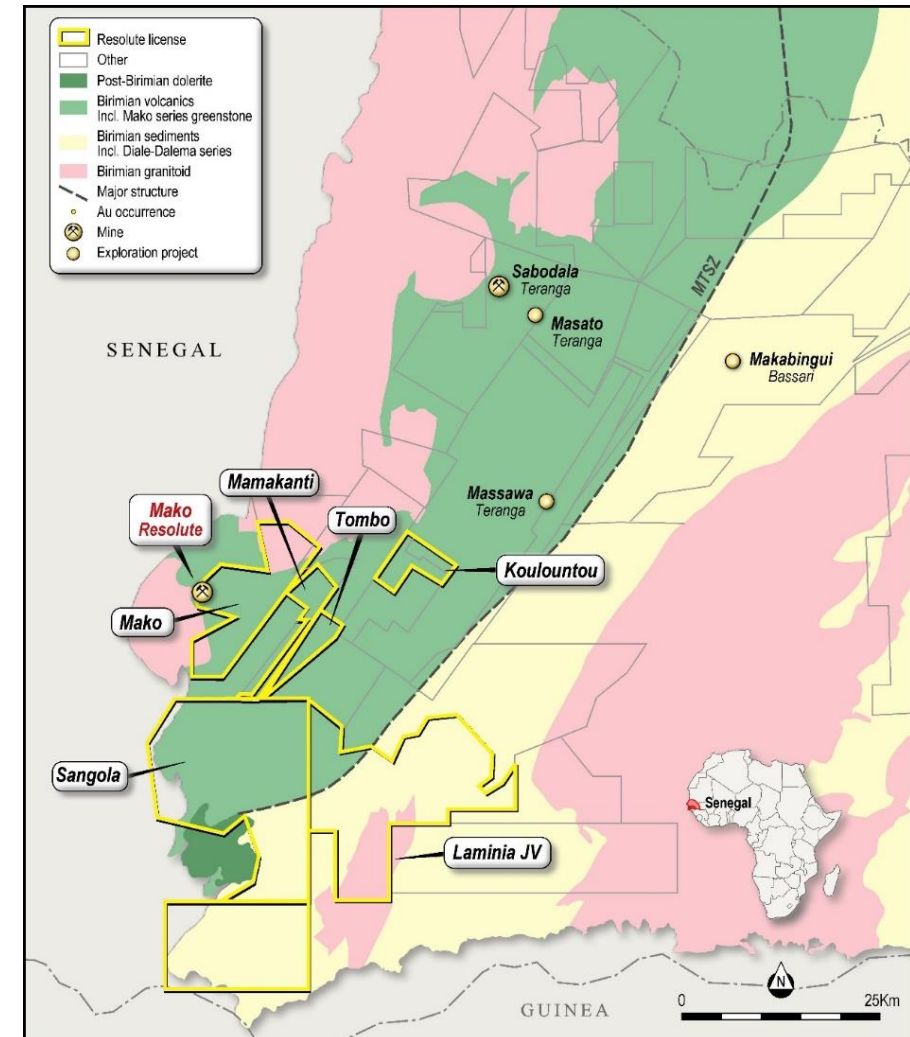 Resolute license
Other
Post-Birimian dolerite
Birimian volcanics
Incl. Mako series greenstone
Birimian sediments
Incl. Diale-Dalema series
Birimian granitoid
Major structure
Au occurrence
Mine
Exploration project
MTSZ
Sabodala
Teranga
Masato
Teranga
SENEGAL
Makabingui
Bassari
Mamakanti
Massawa
Teranga
Mako
Resolute
Tombo
Koulountou
Mako
Sangola
Senegal
Laminia JV
N
GUINEA
0
25Km